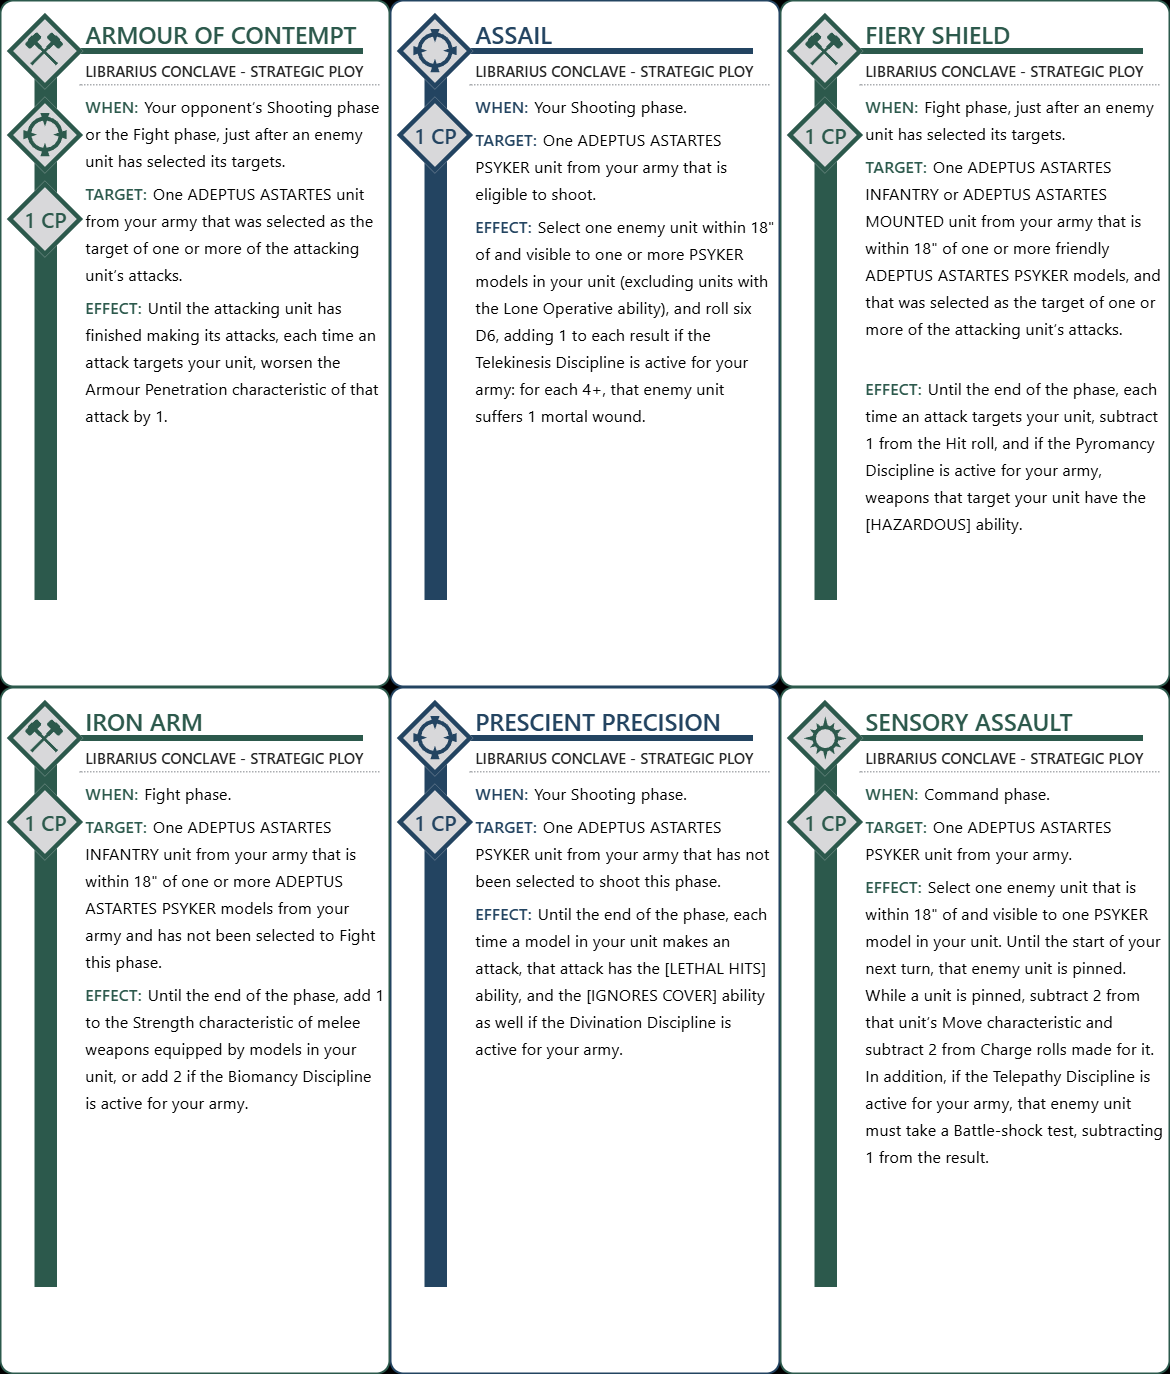 ARMOUR OF CONTEMPT
LIBRARIUS CONCLAVE - STRATEGIC PLOY
WHEN: Your opponent's Shooting phase
or the Fight phase, just after an enemy
unit has selected its targets.
1 CP
TARGET: One ADEPTUS ASTARTES unit
from your army that was selected as the
target of one or more of the attacking
unit's attacks.
EFFECT: Until the attacking unit has
finished making its attacks, each time an
attack targets your unit, worsen the
Armour Penetration characteristic of that
attack by 1.
ASSAIL
LIBRARIUS CONCLAVE - STRATEGIC PLOY
WHEN: Your Shooting phase.
1 CP
TARGET: One ADEPTUS ASTARTES
PSYKER unit from your army that is
eligible to shoot.
EFFECT: Select one enemy unit within 18"
of and visible to one or more PSYKER
models in your unit (excluding units with
the Lone Operative ability), and roll six
D6, adding 1 to each result if the
Telekinesis Discipline is active for your
army: for each 4+, that enemy unit
suffers 1 mortal wound.
FIERY SHIELD
LIBRARIUS CONCLAVE - STRATEGIC PLOY
WHEN: Fight phase, just after an enemy
unit has selected its targets.
1 CP
TARGET: One ADEPTUS ASTARTES
INFANTRY or ADEPTUS ASTARTES
MOUNTED unit from your army that is
within 18" of one or more friendly
ADEPTUS ASTARTES PSYKER models, and
that was selected as the target of one or
more of the attacking unit's attacks.
EFFECT: Until the end of the phase, each
time an attack targets your unit, subtract
1 from the Hit roll, and if the Pyromancy
Discipline is active for your army,
weapons that target your unit have the
[HAZARDOUS] ability.
IRON ARM
LIBRARIUS CONCLAVE - STRATEGIC PLOY
WHEN: Fight phase.
1 CP
TARGET: One ADEPTUS ASTARTES
INFANTRY unit from your army that is
within 18" of one or more ADEPTUS
ASTARTES PSYKER models from your
army and has not been selected to Fight
this phase.
EFFECT: Until the end of the phase, add 1
to the Strength characteristic of melee
weapons equipped by models in your
unit, or add 2 if the Biomancy Discipline
is active for your army.
PRESCIENT PRECISION
LIBRARIUS CONCLAVE - STRATEGIC PLOY
WHEN: Your Shooting phase.
1 CP
TARGET: One ADEPTUS ASTARTES
PSYKER unit from your army that has not
been selected to shoot this phase.
EFFECT: Until the end of the phase, each
time a model in your unit makes an
attack, that attack has the [LETHAL HITS]
ability, and the [IGNORES COVER] ability
as well if the Divination Discipline is
active for your army.
SENSORY ASSAULT
LIBRARIUS CONCLAVE - STRATEGIC PLOY
WHEN: Command phase.
1 CP
TARGET: One ADEPTUS ASTARTES
PSYKER unit from your army.
EFFECT: Select one enemy unit that is
within 18" of and visible to one PSYKER
model in your unit. Until the start of your
next turn, that enemy unit is pinned.
While a unit is pinned, subtract 2 from
that unit's Move characteristic and
subtract 2 from Charge rolls made for it.
In addition, if the Telepathy Discipline is
active for your army, that enemy unit
must take a Battle-shock test, subtracting
1 from the result.